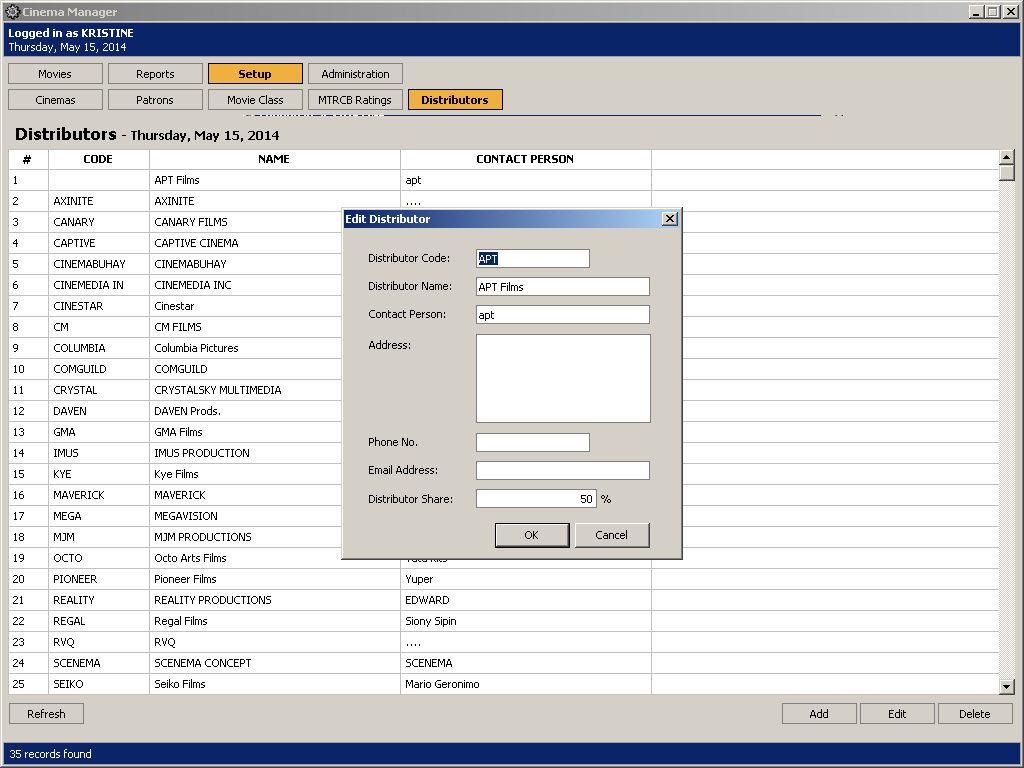 Cinema Manager
Logged in as KRISTINE
Thursday, May 15, 2014
Movies Reports Setup Administration
Cinemas Patrons Movie Class MTRCB Ratings Distributors
Distributors - Thursday, May 15, 2014
# CODE NAME CONTACT PERSON
1 APT Films apt
2 AXINITE AXINITE ....
3 CANARY CANARY FILMS
4 CAPTIVE CAPTIVE CINEMA
5 CINEMABUHAY CINEMABUHAY
6 CINEMEDIA IN CINEMEDIA INC
7 CINESTAR Cinestar
8 CM CM FILMS
9 COLUMBIA Columbia Pictures
10 COMGUILD COMGUILD
11 CRYSTAL CRYSTALSKY MULTIMEDIA
12 DAVEN DAVEN Prods.
13 GMA GMA Films
14 IMUS IMUS PRODUCTION
15 KYE Kye Films
16 MAVERICK MAVERICK
17 MEGA MEGAVISION
18 MJM MJM PRODUCTIONS
19 OCTO Octo Arts Films
20 PIONEER Pioneer Films Yuper
21 REALITY REALITY PRODUCTIONS EDWARD
22 REGAL Regal Films Siony Sipin
23 RVQ RVQ ....
24 SCENEMA SCENEMA CONCEPT SCENEMA
25 SEIKO Seiko Films Mario Geronimo
Edit Distributor
Distributor Code: APT
Distributor Name: APT Films
Contact Person: apt
Address:
Phone No.
Email Address:
Distributor Share: 50 %
OK Cancel
Refresh Add Edit Delete
35 records found